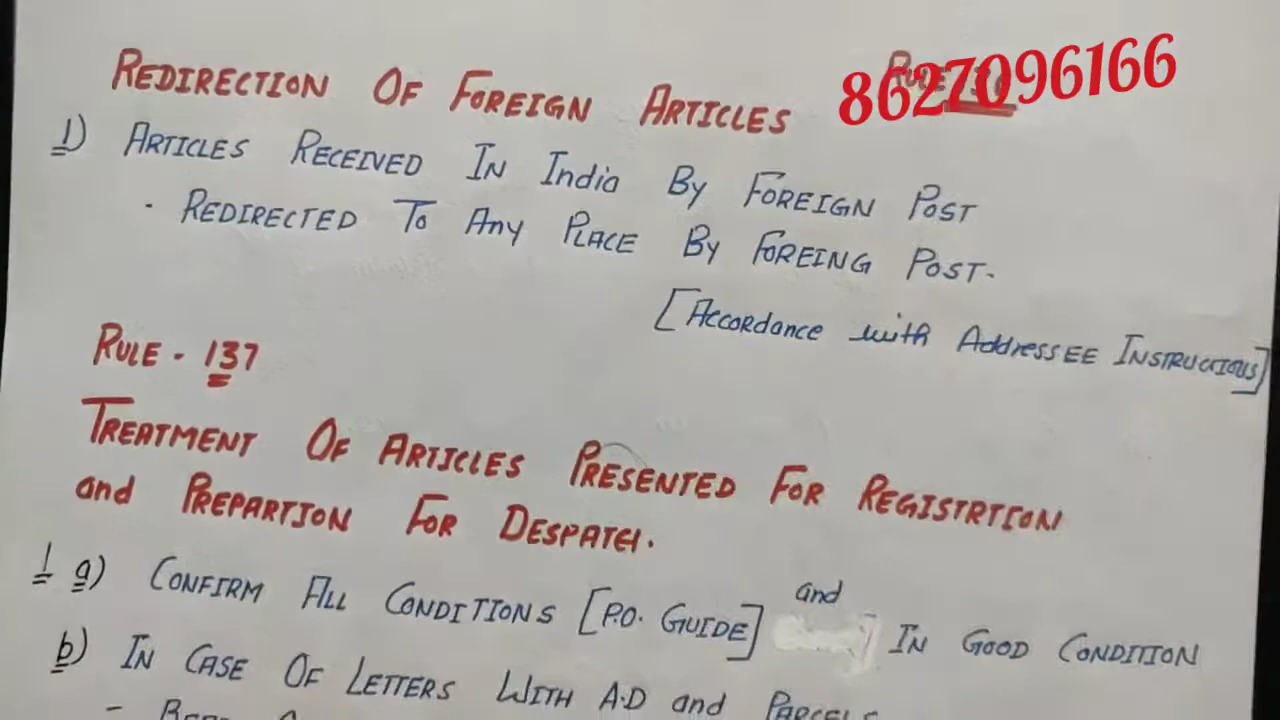 REDIRECTION OF FOREIGN ARTICLES
8627096166
1) ARTICLES RECEIVED IN India By FOREIGN POST
- REDIRECTED To Any PLACE By FOREING POST.
[Accordance with AddressEE INSTRUCTIOUS]
RULE - 137
TREATMENT OF ARTICLES PRESENTED FOR REGISTRTION
and PREPARTION FOR DESPATCH.
1 a) CONFIRM ALL CONDITIONS [P.O. GUIDE] and IN GOOD CONDITION
b) IN CASE OF LETTERS WITH A.D and PARCELS